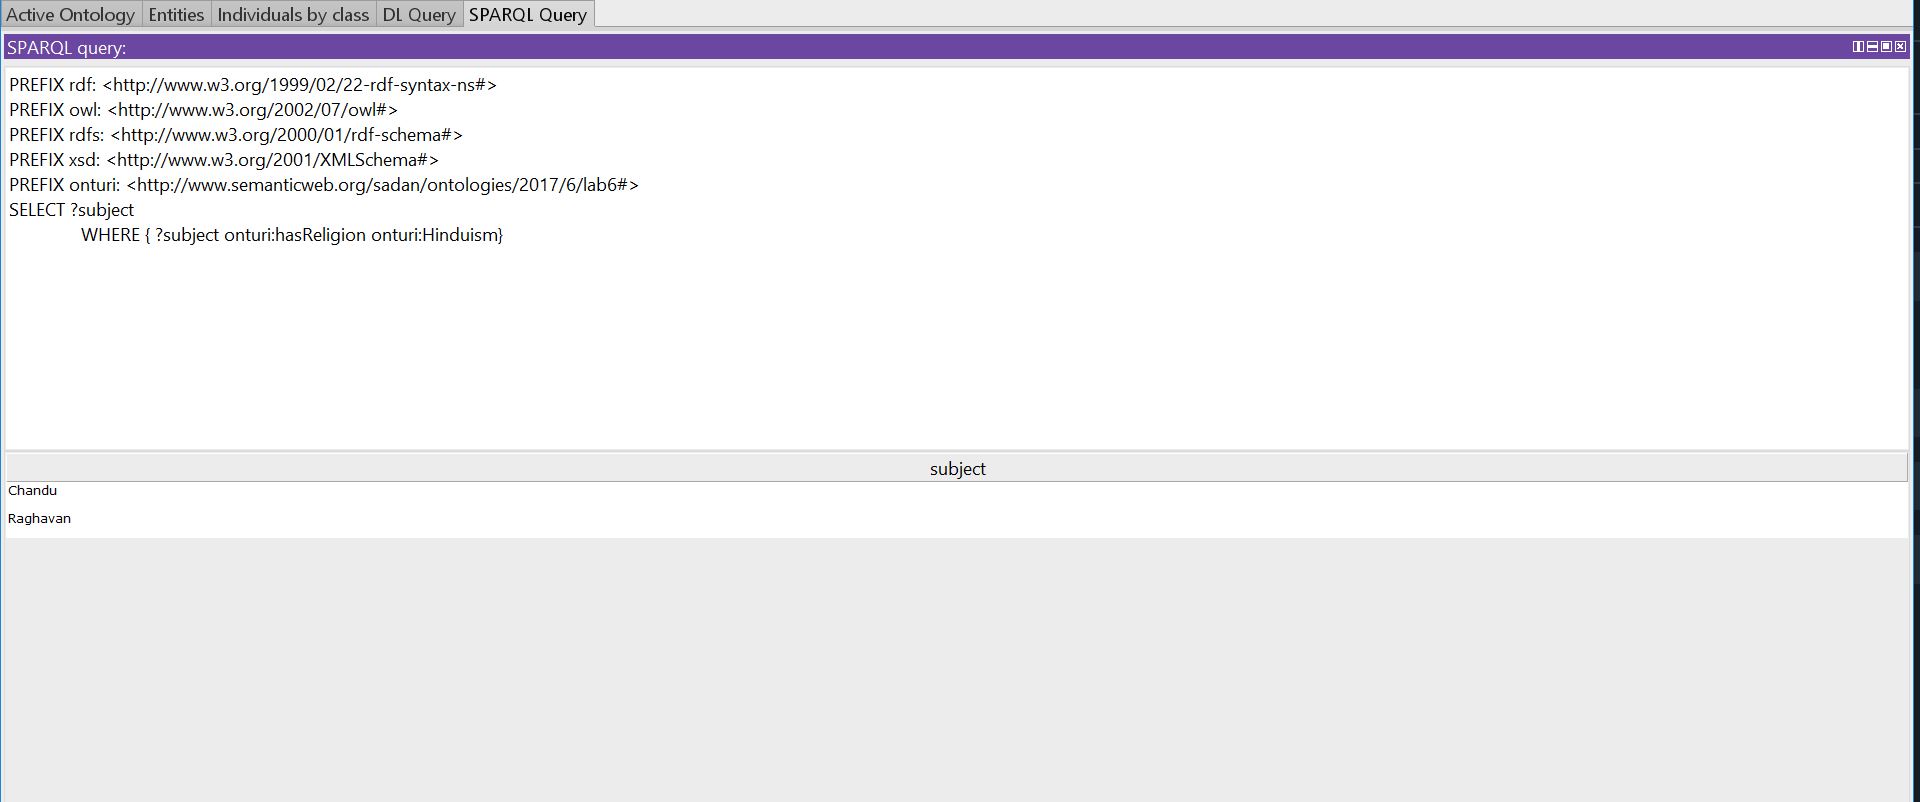 Active Ontology Entities Individuals by class DL Query SPARQL Query
SPARQL query:
PREFIX rdf: <http://www.w3.org/1999/02/22-rdf-syntax-ns#>
PREFIX owl: <http://www.w3.org/2002/07/owl#>
PREFIX rdfs: <http://www.w3.org/2000/01/rdf-schema#>
PREFIX xsd: <http://www.w3.org/2001/XMLSchema#>
PREFIX onturi: <http://www.semanticweb.org/sadan/ontologies/2017/6/lab6#>
SELECT ?subject
WHERE { ?subject onturi:hasReligion onturi:Hinduism}
subject
Chandu
Raghavan